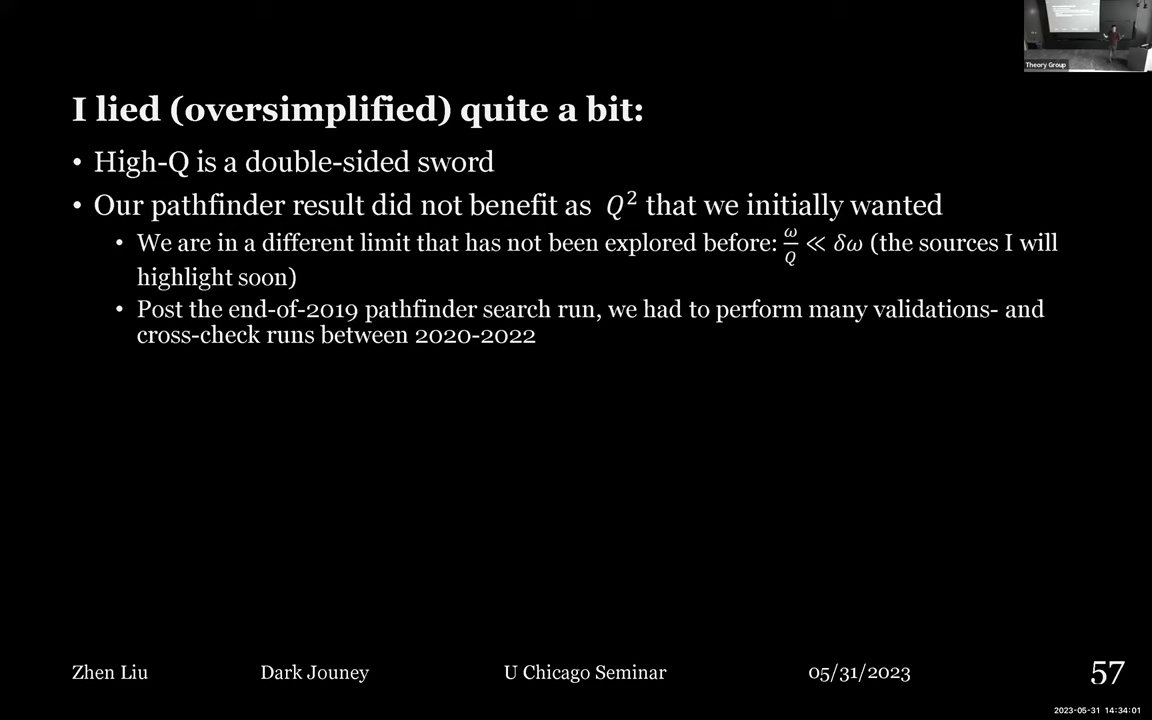 Theory Group
I lied (oversimplified) quite a bit:
• High-Q is a double-sided sword
• Our pathfinder result did not benefit as Q² that we initially wanted
• We are in a different limit that has not been explored before: ω/Q ≪ δω (the sources I will
highlight soon)
• Post the end-of-2019 pathfinder search run, we had to perform many validations- and
cross-check runs between 2020-2022
Zhen Liu Dark Jouney U Chicago Seminar 05/31/2023 57
2023-05-31 14:34:01